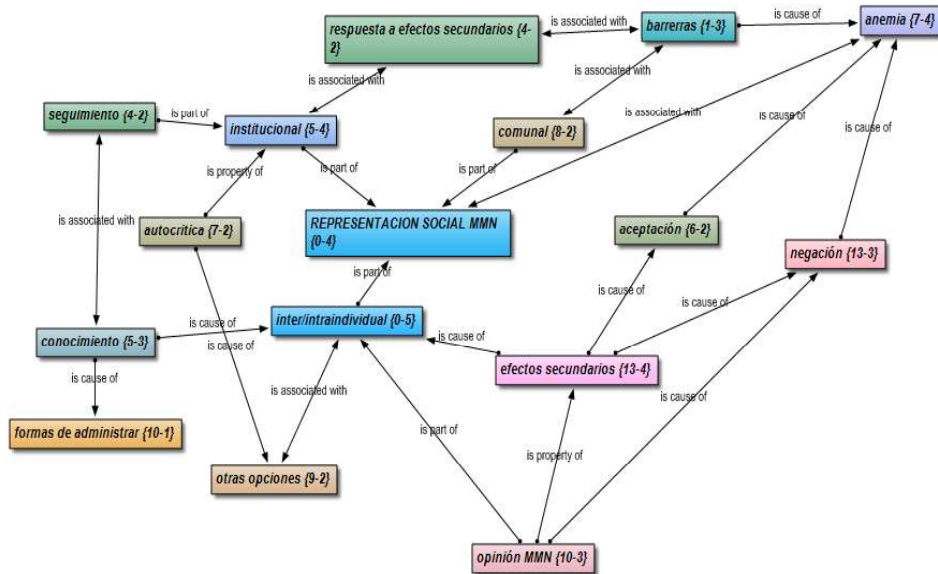 respuesta a efectos secundarios {4-
2}
is associated with
barrerras {1-3}
is cause of
anemia {7-4}
is associated with
is associated with
seguimiento {4-2}
is part of
institucional {5-4}
comunal {8-2}
is associated with
is cause of
is cause of
is property of
is part of
is part of
is associated with
autocritica {7-2}
REPRESENTACION SOCIAL MMN
{0-4}
aceptación {6-2}
negación {13-3}
is part of
is cause of
is cause of
conocimiento {5-3}
is cause of
is cause of
inter/intraindividual {0-5}
is cause of
efectos secundarios {13-4}
is cause of
is associated with
is cause of
formas de administrar {10-1}
is part of
is property of
otras opciones {9-2}
opinión MMN {10-3}